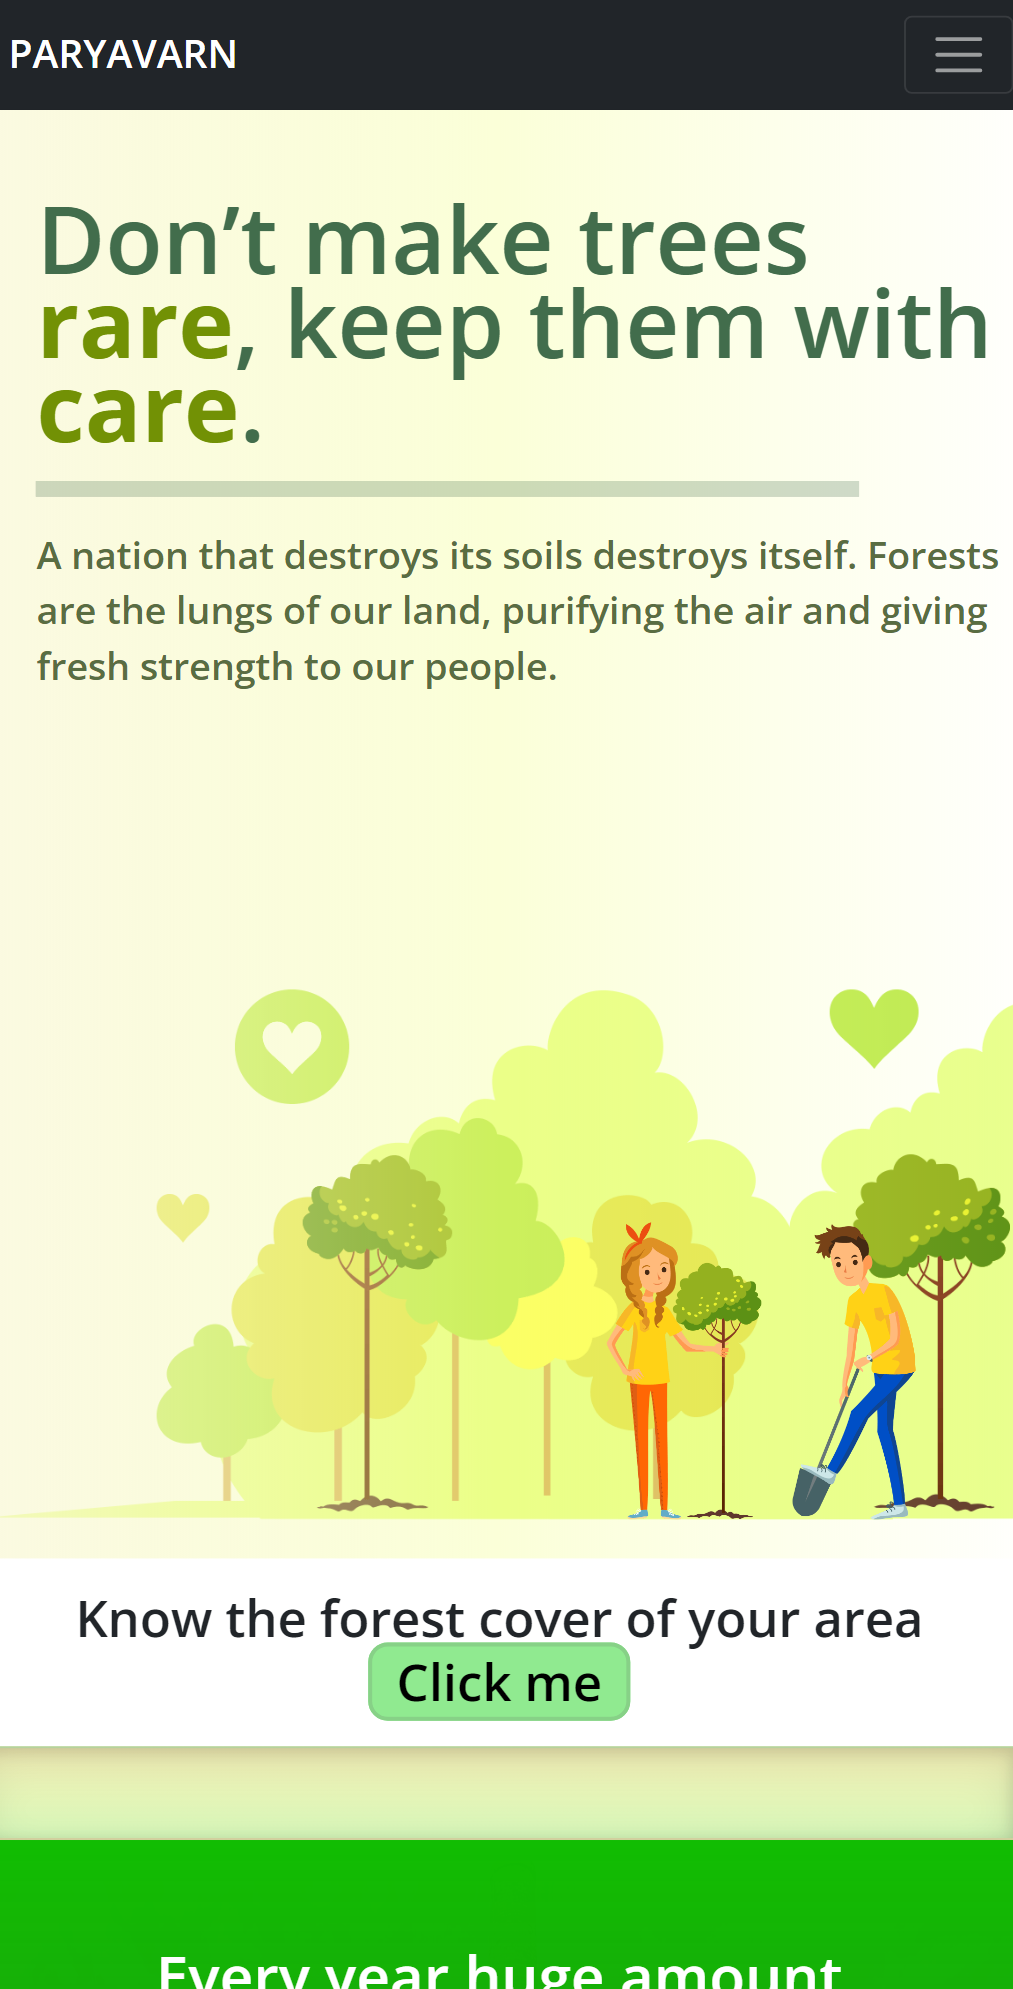 PARYAVARN
Don’t make trees
rare, keep them with
care.
A nation that destroys its soils destroys itself. Forests
are the lungs of our land, purifying the air and giving
fresh strength to our people.
Know the forest cover of your area
Click me
Every year huge amount